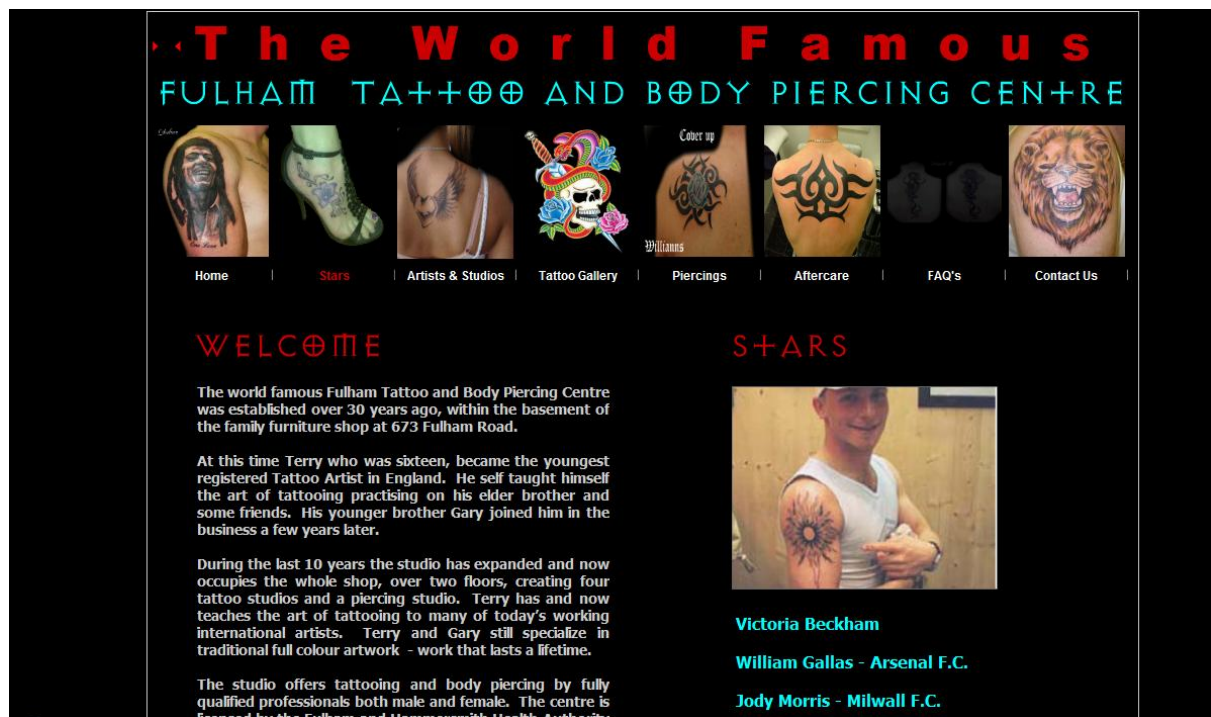 The World Famous
FULHAM TATTOO AND BODY PIERCING CENTRE
Cover up
Willianns
Home | Stars | Artists & Studios | Tattoo Gallery | Piercings | Aftercare | FAQ's | Contact Us |
WELCOME
The world famous Fulham Tattoo and Body Piercing Centre
was established over 30 years ago, within the basement of
the family furniture shop at 673 Fulham Road.
At this time Terry who was sixteen, became the youngest
registered Tattoo Artist in England. He self taught himself
the art of tattooing practising on his elder brother and
some friends. His younger brother Gary joined him in the
business a few years later.
During the last 10 years the studio has expanded and now
occupies the whole shop, over two floors, creating four
tattoo studios and a piercing studio. Terry has and now
teaches the art of tattooing to many of today's working
international artists. Terry and Gary still specialize in
traditional full colour artwork - work that lasts a lifetime.
The studio offers tattooing and body piercing by fully
qualified professionals both male and female. The centre is
licensed by the Fulham and Hammersmith Health Authority
STARS
Victoria Beckham
William Gallas - Arsenal F.C.
Jody Morris - Milwall F.C.